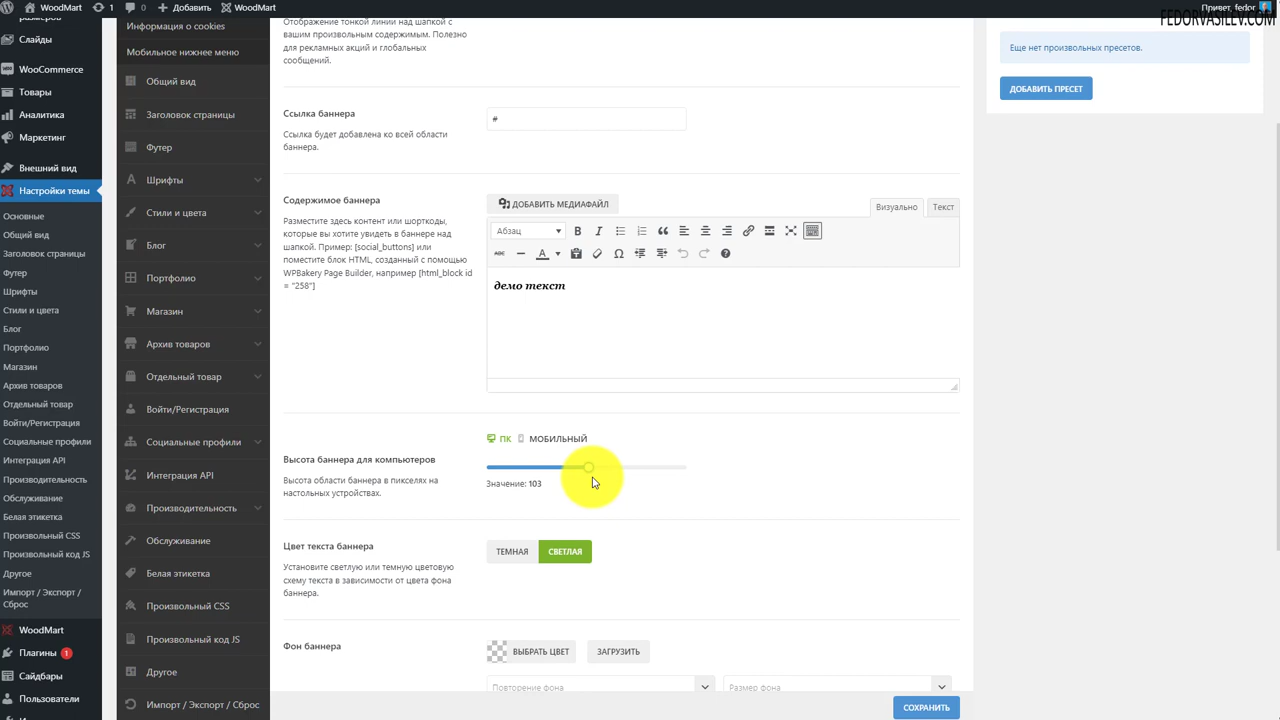 WoodMart
1
0
Добавить
WoodMart
Привет, fedor
FEDORVASILEV.COM
Слайды
WooCommerce
Товары
Аналитика
Маркетинг
Внешний вид
Настройки темы
Основные
Общий вид
Заголовок страницы
Футер
Шрифты
Стили и цвета
Блог
Портфолио
Магазин
Архив товаров
Отдельный товар
Войти/Регистрация
Социальные профили
Интеграция API
Производительность
Обслуживание
Белая этикетка
Произвольный CSS
Произвольный код JS
Другое
Импорт / Экспорт /
Сброс
WoodMart
Плагины 1
Сайдбары
Пользователи
Информация о cookies
Мобильное нижнее меню
Общий вид
Заголовок страницы
Футер
Шрифты
Стили и цвета
Блог
Портфолио
Магазин
Архив товаров
Отдельный товар
Войти/Регистрация
Социальные профили
Интеграция API
Производительность
Обслуживание
Белая этикетка
Произвольный CSS
Произвольный код JS
Другое
Импорт / Экспорт / Сброс
Отображение тонкой линии над шапкой с
вашим произвольным содержимым. Полезно
для рекламных акций и глобальных
сообщений.
Ссылка баннера
Ссылка будет добавлена ко всей области
баннера.
#
Содержимое баннера
Разместите здесь контент или шорткоды,
которые вы хотите увидеть в баннере над
шапкой. Пример: [social_buttons] или
поместите блок HTML, созданный с помощью
WPBakery Page Builder, например [html_block id
= "258"]
ДОБАВИТЬ МЕДИАФАЙЛ
Визуально
Текст
Абзац
B
I
ABC
A
Ω
демо текст
ПК
МОБИЛЬНЫЙ
Высота баннера для компьютеров
Высота области баннера в пикселях на
настольных устройствах.
Значение: 103
Цвет текста баннера
Установите светлую или темную цветовую
схему текста в зависимости от цвета фона
баннера.
ТЕМНАЯ
СВЕТЛАЯ
Фон баннера
ВЫБРАТЬ ЦВЕТ
ЗАГРУЗИТЬ
Повторение фона
Размер фона
Еще нет произвольных пресетов.
ДОБАВИТЬ ПРЕСЕТ
СОХРАНИТЬ